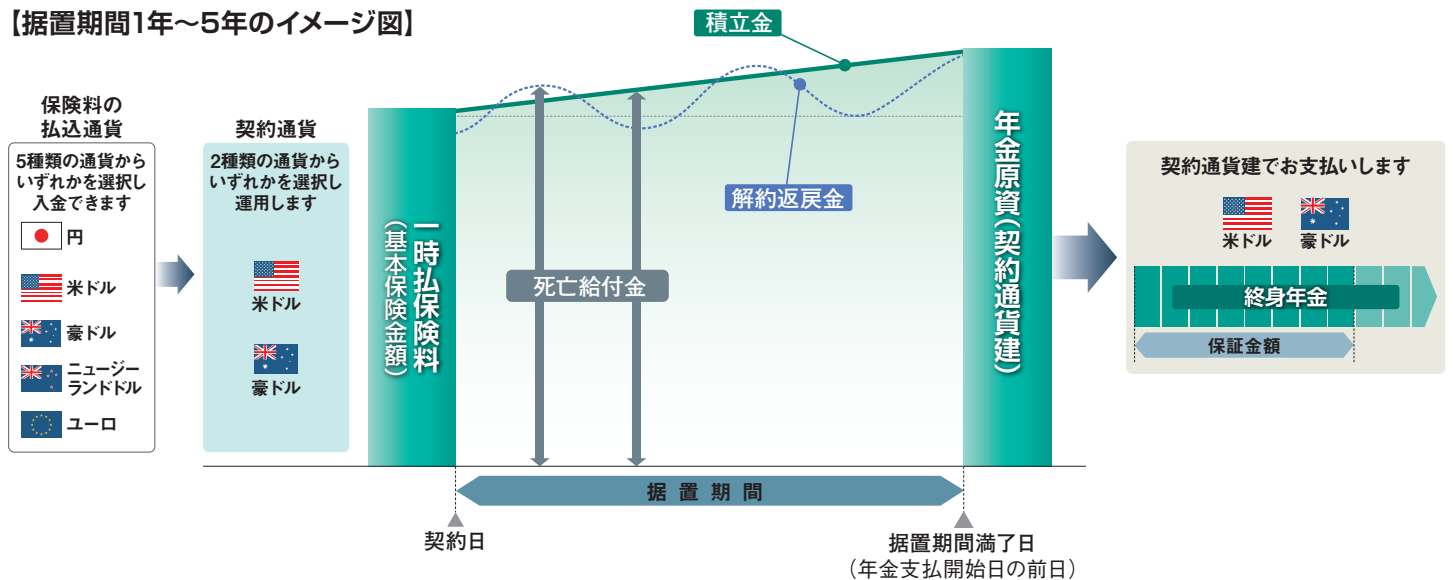 【据置期間1年～5年のイメージ図】
保険料の
払込通貨
5種類の通貨から
いずれかを選択し
入金できます
円
米ドル
豪ドル
ニュージー
ランドドル
ユーロ
契約通貨
2種類の通貨から
いずれかを選択し
運用します
米ドル
豪ドル
一時払保険料
（基本保険金額）
積立金
解約返戻金
死亡給付金
据置期間
契約日
据置期間満了日
（年金支払開始日の前日）
年金原資（契約通貨建）
契約通貨建でお支払いします
米ドル
豪ドル
終身年金
保証金額